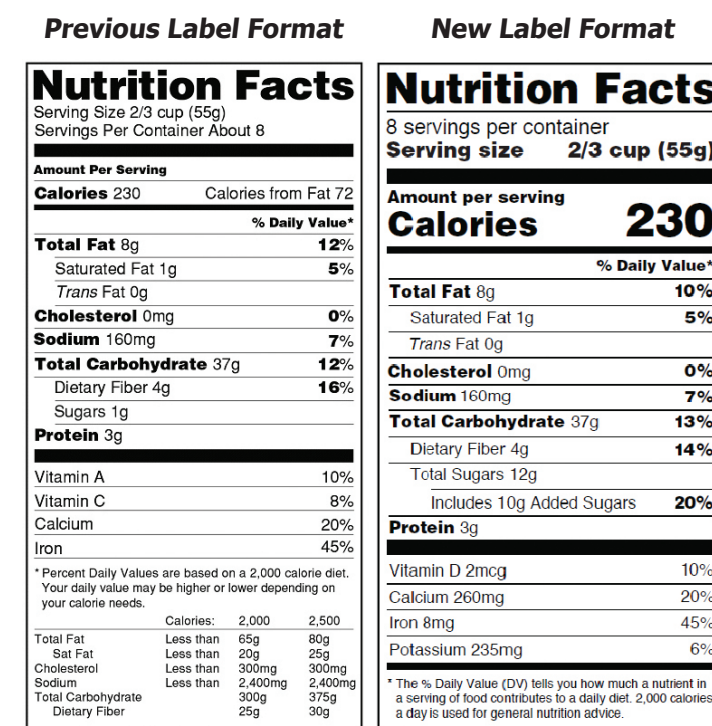 Previous Label Format
Nutrition Facts
Serving Size 2/3 cup (55g)
Servings Per Container About 8
Amount Per Serving
Calories 230 Calories from Fat 72
% Daily Value*
Total Fat 8g 12%
Saturated Fat 1g 5%
Trans Fat 0g
Cholesterol 0mg 0%
Sodium 160mg 7%
Total Carbohydrate 37g 12%
Dietary Fiber 4g 16%
Sugars 1g
Protein 3g
Vitamin A 10%
Vitamin C 8%
Calcium 20%
Iron 45%
* Percent Daily Values are based on a 2,000 calorie diet.
Your daily value may be higher or lower depending on
your calorie needs.
Calories: 2,000 2,500
Total Fat Less than 65g 80g
Sat Fat Less than 20g 25g
Cholesterol Less than 300mg 300mg
Sodium Less than 2,400mg 2,400mg
Total Carbohydrate 300g 375g
Dietary Fiber 25g 30g
New Label Format
Nutrition Facts
8 servings per container
Serving size 2/3 cup (55g)
Amount per serving
Calories 230
% Daily Value*
Total Fat 8g 10%
Saturated Fat 1g 5%
Trans Fat 0g
Cholesterol 0mg 0%
Sodium 160mg 7%
Total Carbohydrate 37g 13%
Dietary Fiber 4g 14%
Total Sugars 12g
Includes 10g Added Sugars 20%
Protein 3g
Vitamin D 2mcg 10%
Calcium 260mg 20%
Iron 8mg 45%
Potassium 235mg 6%
* The % Daily Value (DV) tells you how much a nutrient in
a serving of food contributes to a daily diet. 2,000 calories
a day is used for general nutrition advice.